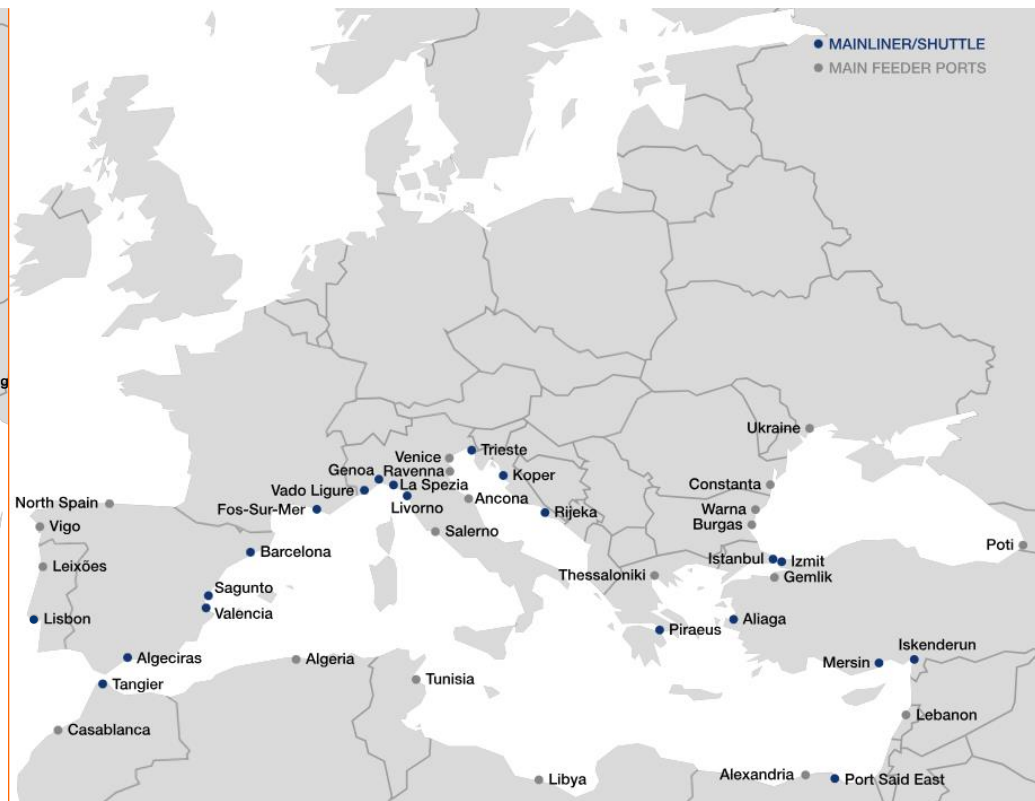 MAINLINER/SHUTTLE
MAIN FEEDER PORTS
g
Ukraine
Trieste
Venice
Genoa
Ravenna
Koper
La Spezia
Constanta
Vado Ligure
Ancona
North Spain
Livorno
Fos-Sur-Mer
Rijeka
Warna
Vigo
Burgas
Salerno
Poti
Barcelona
Istanbul
Izmit
Leixões
Thessaloniki
Gemlik
Sagunto
Valencia
Lisbon
Aliaga
Piraeus
Iskenderun
Algeciras
Algeria
Mersin
Tunisia
Tangier
Lebanon
Casablanca
Libya
Alexandria
Port Said East